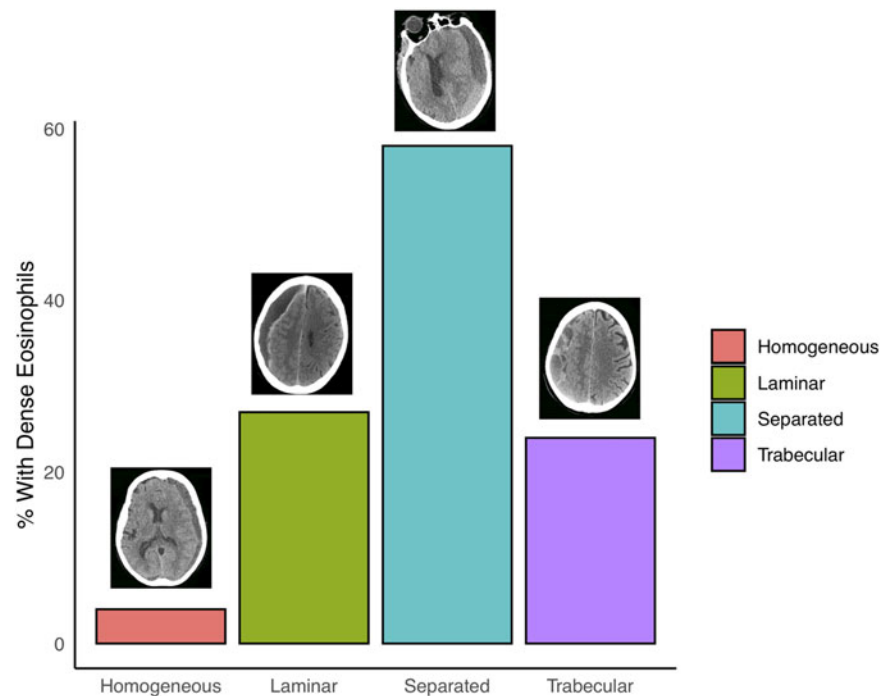 60
40
20
0
% With Dense Eosinophils
Homogeneous
Laminar
Separated
Trabecular
Homogeneous
Laminar
Separated
Trabecular